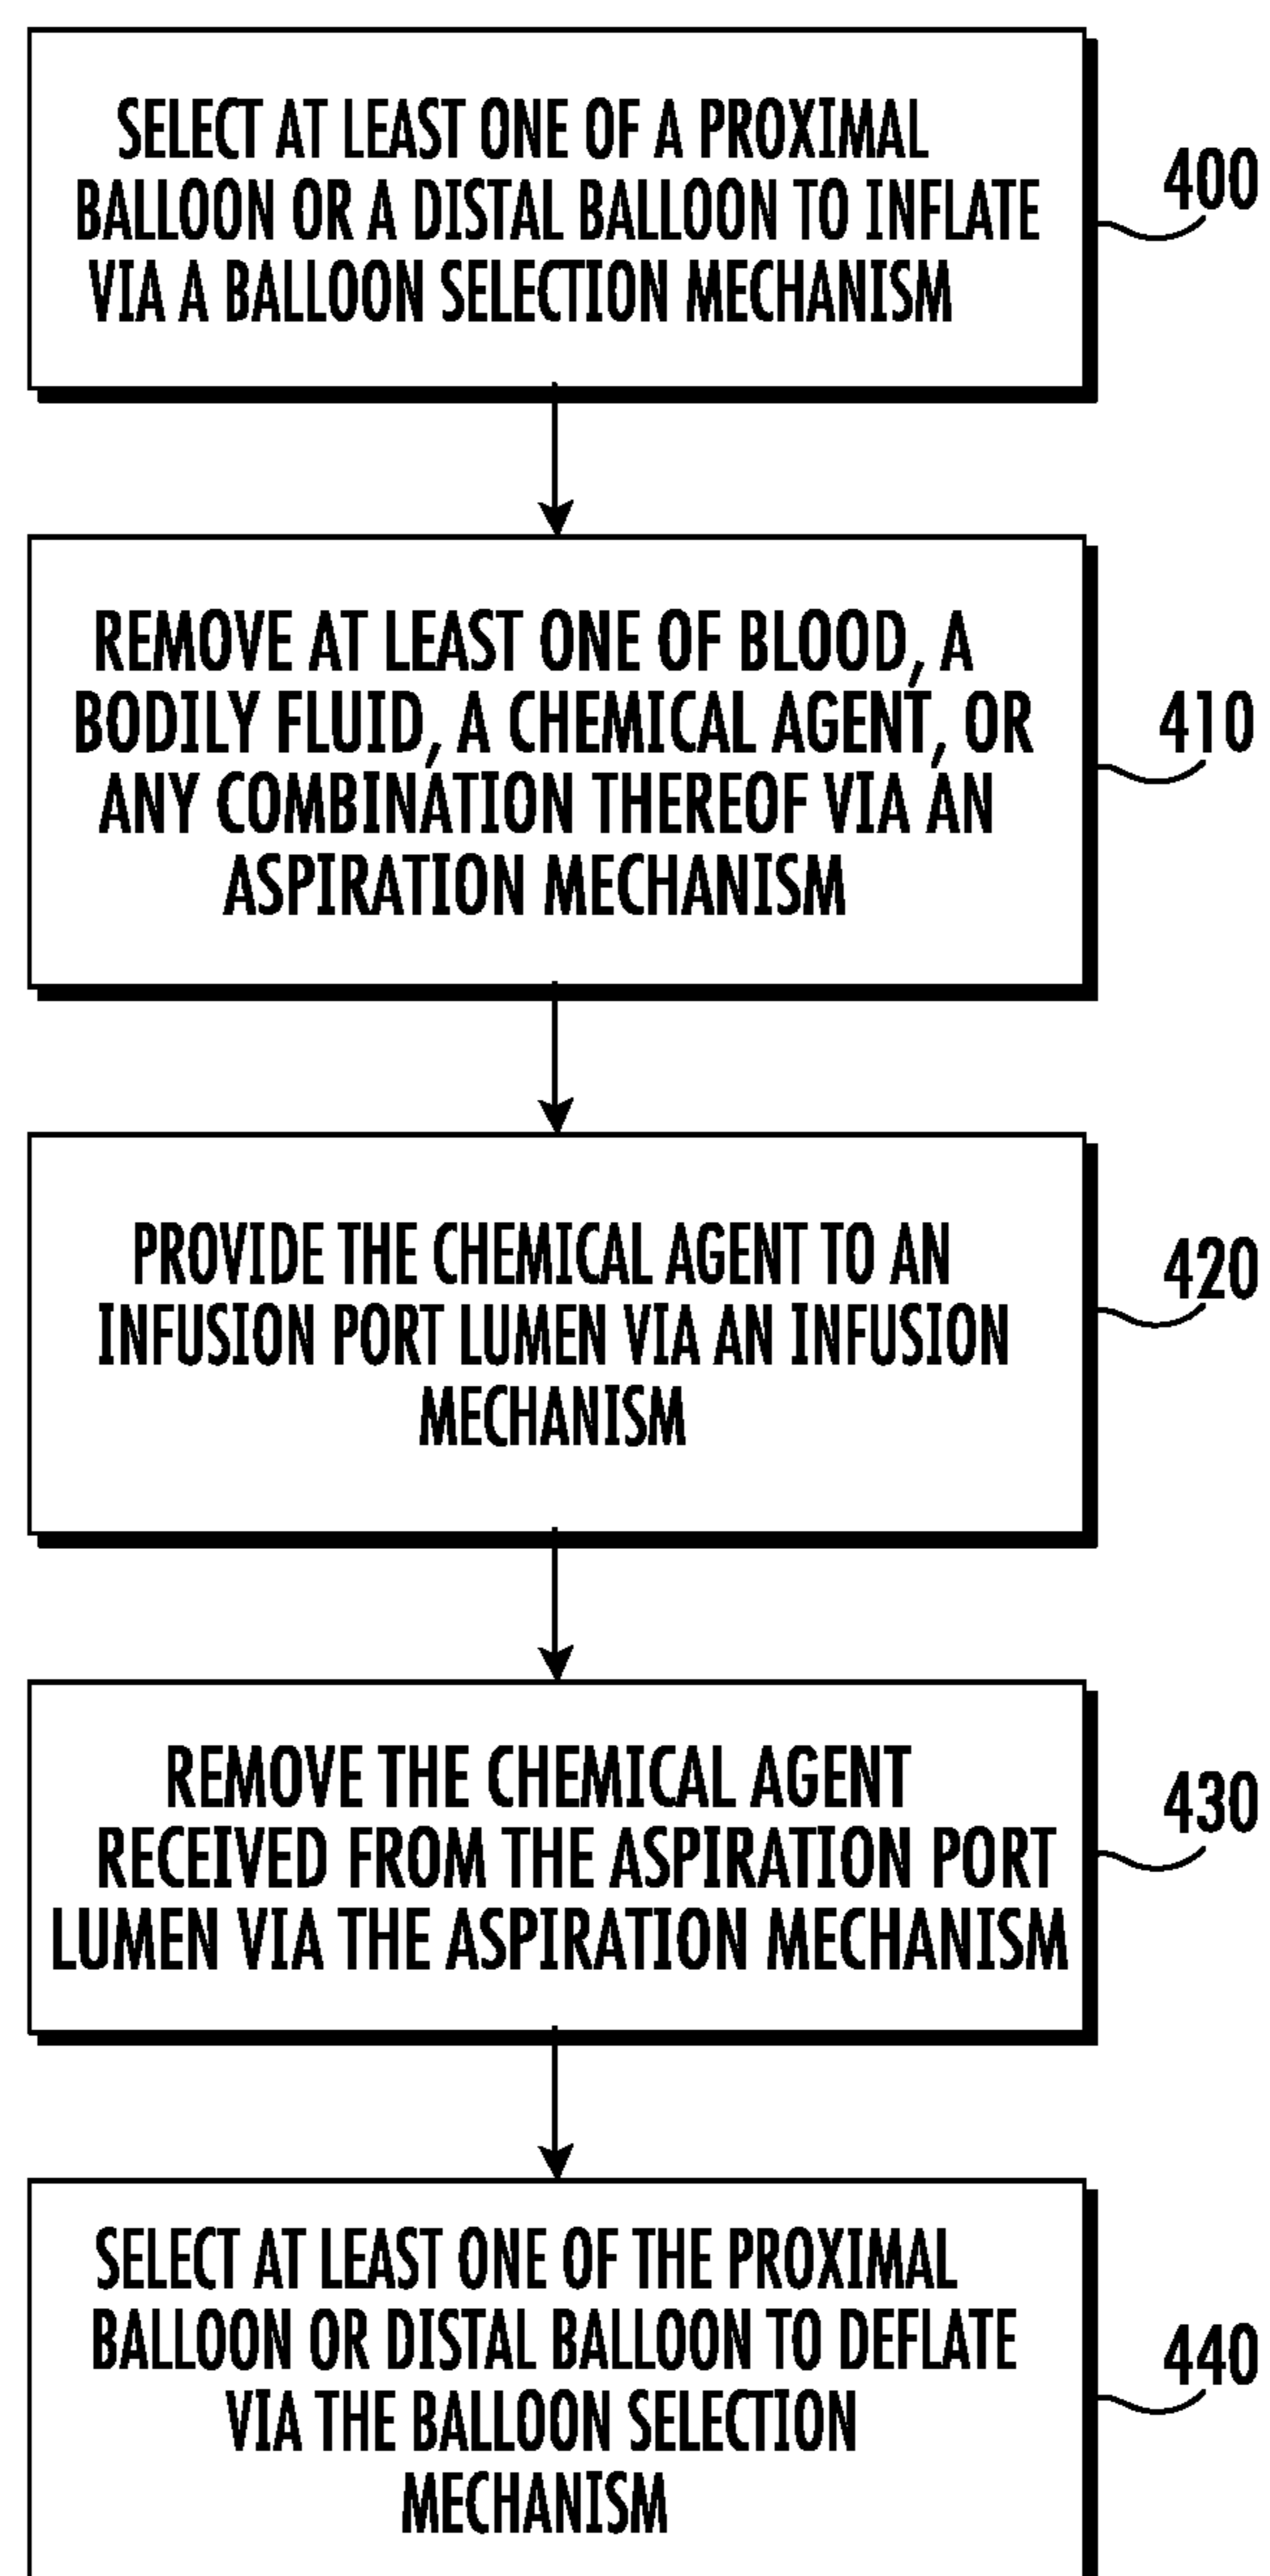 SELECT AT LEAST ONE OF A PROXIMAL
BALLOON OR A DISTAL BALLOON TO INFLATE
VIA A BALLOON SELECTION MECHANISM
400
REMOVE AT LEAST ONE OF BLOOD, A
BODILY FLUID, A CHEMICAL AGENT, OR
ANY COMBINATION THEREOF VIA AN
ASPIRATION MECHANISM
410
PROVIDE THE CHEMICAL AGENT TO AN
INFUSION PORT LUMEN VIA AN INFUSION
MECHANISM
420
REMOVE THE CHEMICAL AGENT
RECEIVED FROM THE ASPIRATION PORT
LUMEN VIA THE ASPIRATION MECHANISM
430
SELECT AT LEAST ONE OF THE PROXIMAL
BALLOON OR DISTAL BALLOON TO DEFLATE
VIA THE BALLOON SELECTION
MECHANISM
440